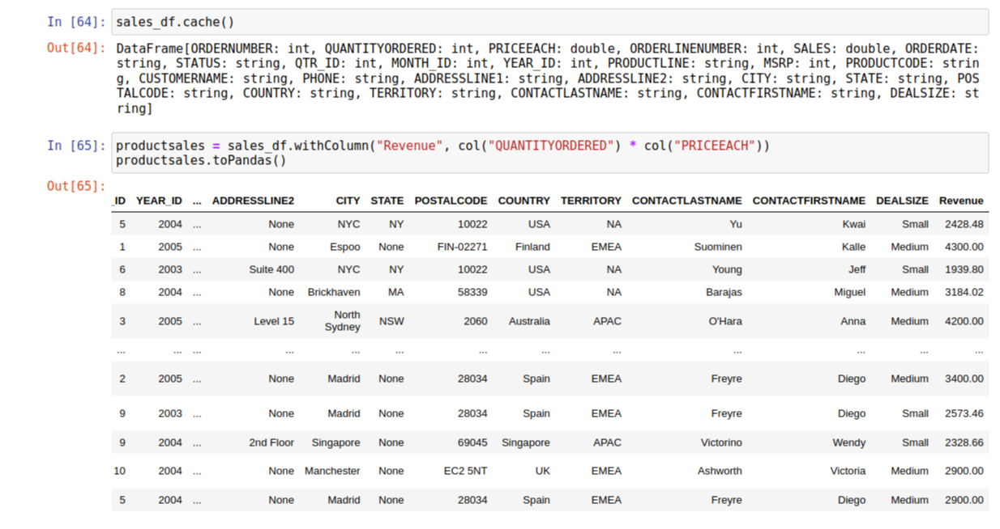 In [64]: sales_df.cache()
Out[64]: DataFrame[ORDERNUMBER: int, QUANTITYORDERED: int, PRICEEACH: double, ORDERLINENUMBER: int, SALES: double, ORDERDATE:
string, STATUS: string, QTR_ID: int, MONTH_ID: int, YEAR_ID: int, PRODUCTLINE: string, MSRP: int, PRODUCTCODE: strin
g, CUSTOMERNAME: string, PHONE: string, ADDRESSLINE1: string, ADDRESSLINE2: string, CITY: string, STATE: string, POS
TALCODE: string, COUNTRY: string, TERRITORY: string, CONTACTLASTNAME: string, CONTACTFIRSTNAME: string, DEALSIZE: st
ring]
In [65]: productsales = sales_df.withColumn("Revenue", col("QUANTITYORDERED") * col("PRICEEACH"))
productsales.toPandas()
Out[65]:
_ID YEAR_ID ... ADDRESSLINE2 CITY STATE POSTALCODE COUNTRY TERRITORY CONTACTLASTNAME CONTACTFIRSTNAME DEALSIZE Revenue
5 2004 ... None NYC NY 10022 USA NA Yu Kwai Small 2428.48
1 2005 ... None Espoo None FIN-02271 Finland EMEA Suominen Kalle Medium 4300.00
6 2003 ... Suite 400 NYC NY 10022 USA NA Young Jeff Small 1939.80
8 2004 ... None Brickhaven MA 58339 USA NA Barajas Miguel Medium 3184.02
3 2005 ... Level 15 North Sydney NSW 2060 Australia APAC O'Hara Anna Medium 4200.00
... ... ... ... ... ... ... ... ... ... ... ... ...
2 2005 ... None Madrid None 28034 Spain EMEA Freyre Diego Medium 3400.00
9 2003 ... None Madrid None 28034 Spain EMEA Freyre Diego Small 2573.46
9 2004 ... 2nd Floor Singapore None 69045 Singapore APAC Victorino Wendy Small 2328.66
10 2004 ... None Manchester None EC2 5NT UK EMEA Ashworth Victoria Medium 2900.00
5 2004 ... None Madrid None 28034 Spain EMEA Freyre Diego Medium 2900.00